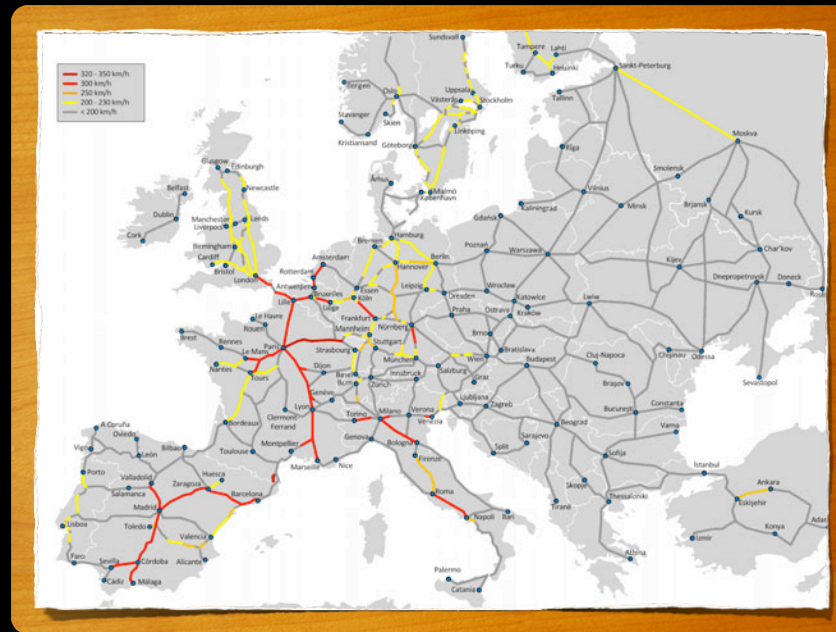 320 - 350 km/h
300 km/h
250 km/h
200 - 230 km/h
< 200 km/h
Sundsvall
Tampere
Lahti
Turku
Helsinki
Sankt-Peterburg
Bergen
Oslo
Uppsala
Västerås
Stockholm
Tallinn
Stavanger
Skien
Linköping
Kristiansand
Göteborg
Moskva
Glasgow
Edinburgh
Riga
Smolensk
Newcastle
Århus
Malmö
København
Vilnius
Belfast
Kaliningrad
Minsk
Brjansk
Dublin
Manchester
Leeds
Liverpool
Gdańsk
Kursk
Cork
Hamburg
Bremen
Birmingham
Amsterdam
Berlin
Poznań
Warszawa
Char'kov
Cardiff
Bristol
Hannover
Kijev
London
Rotterdam
Antwerpen
Essen
Leipzig
Wrocław
Dnepropetrovsk
Doneck
Bruxelles
Köln
Dresden
Katowice
Lille
Liège
Praha
Ostrava
Kraków
Lwiw
Le Havre
Frankfurt
Rouen
Mannheim
Nürnberg
Brno
Brest
Rennes
Paris
Strasbourg
Stuttgart
Wien
Bratislava
Le Mans
München
Budapest
Cluj-Napoca
Chejnov
Odessa
Nantes
Tours
Dijon
Basel
Bern
Zürich
Innsbruck
Salzburg
Graz
Sevastopol
Genève
Ljubljana
Zagreb
Braşov
Clermont-
Ferrand
Lyon
Torino
Milano
Verona
Venezia
Bucureşti
Constanta
A Coruña
Bordeaux
Beograd
Oviedo
Genova
Bologna
Varna
Vigo
León
Bilbao
Toulouse
Montpellier
Marseille
Nice
Firenze
Split
Sarajevo
Sofija
Porto
Valladolid
Huesca
İstanbul
Salamanca
Zaragoza
Barcelona
Roma
Skopje
Ankara
Madrid
Thessaloniki
Eskişehir
Lisboa
Toledo
Valencia
Napoli
Bari
Tiranë
Konya
İzmir
Faro
Sevilla
Córdoba
Alicante
Athina
Cádiz
Málaga
Palermo
Catania